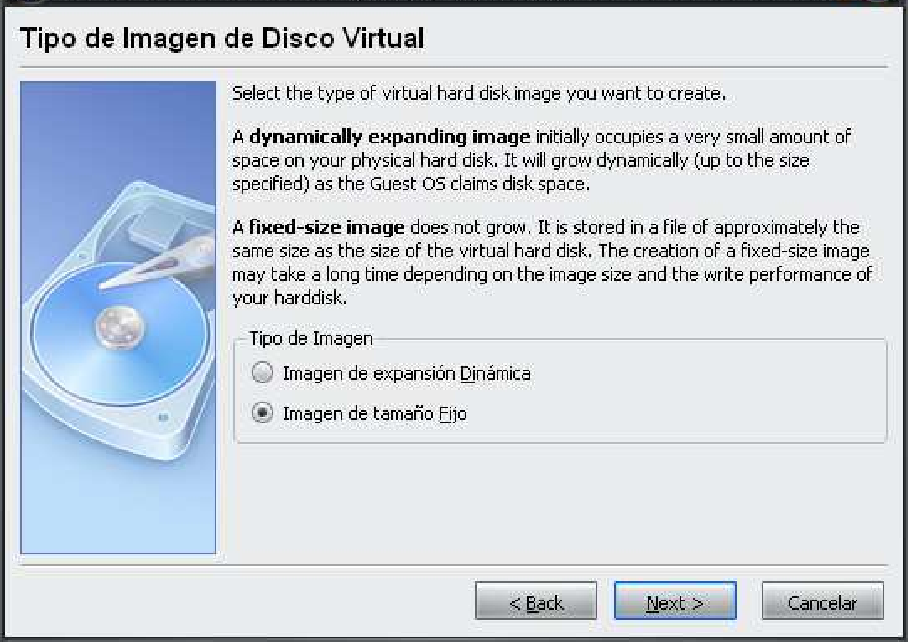 Tipo de Imagen de Disco Virtual
Select the type of virtual hard disk image you want to create.
A dynamically expanding image initially occupies a very small amount of
space on your physical hard disk. It will grow dynamically (up to the size
specified) as the Guest OS claims disk space.
A fixed-size image does not grow. It is stored in a file of approximately the
same size as the size of the virtual hard disk. The creation of a fixed-size image
may take a long time depending on the image size and the write performance of
your harddisk.
Tipo de Imagen
Imagen de expansión Dinámica
Imagen de tamaño Fijo
< Back
Next >
Cancelar